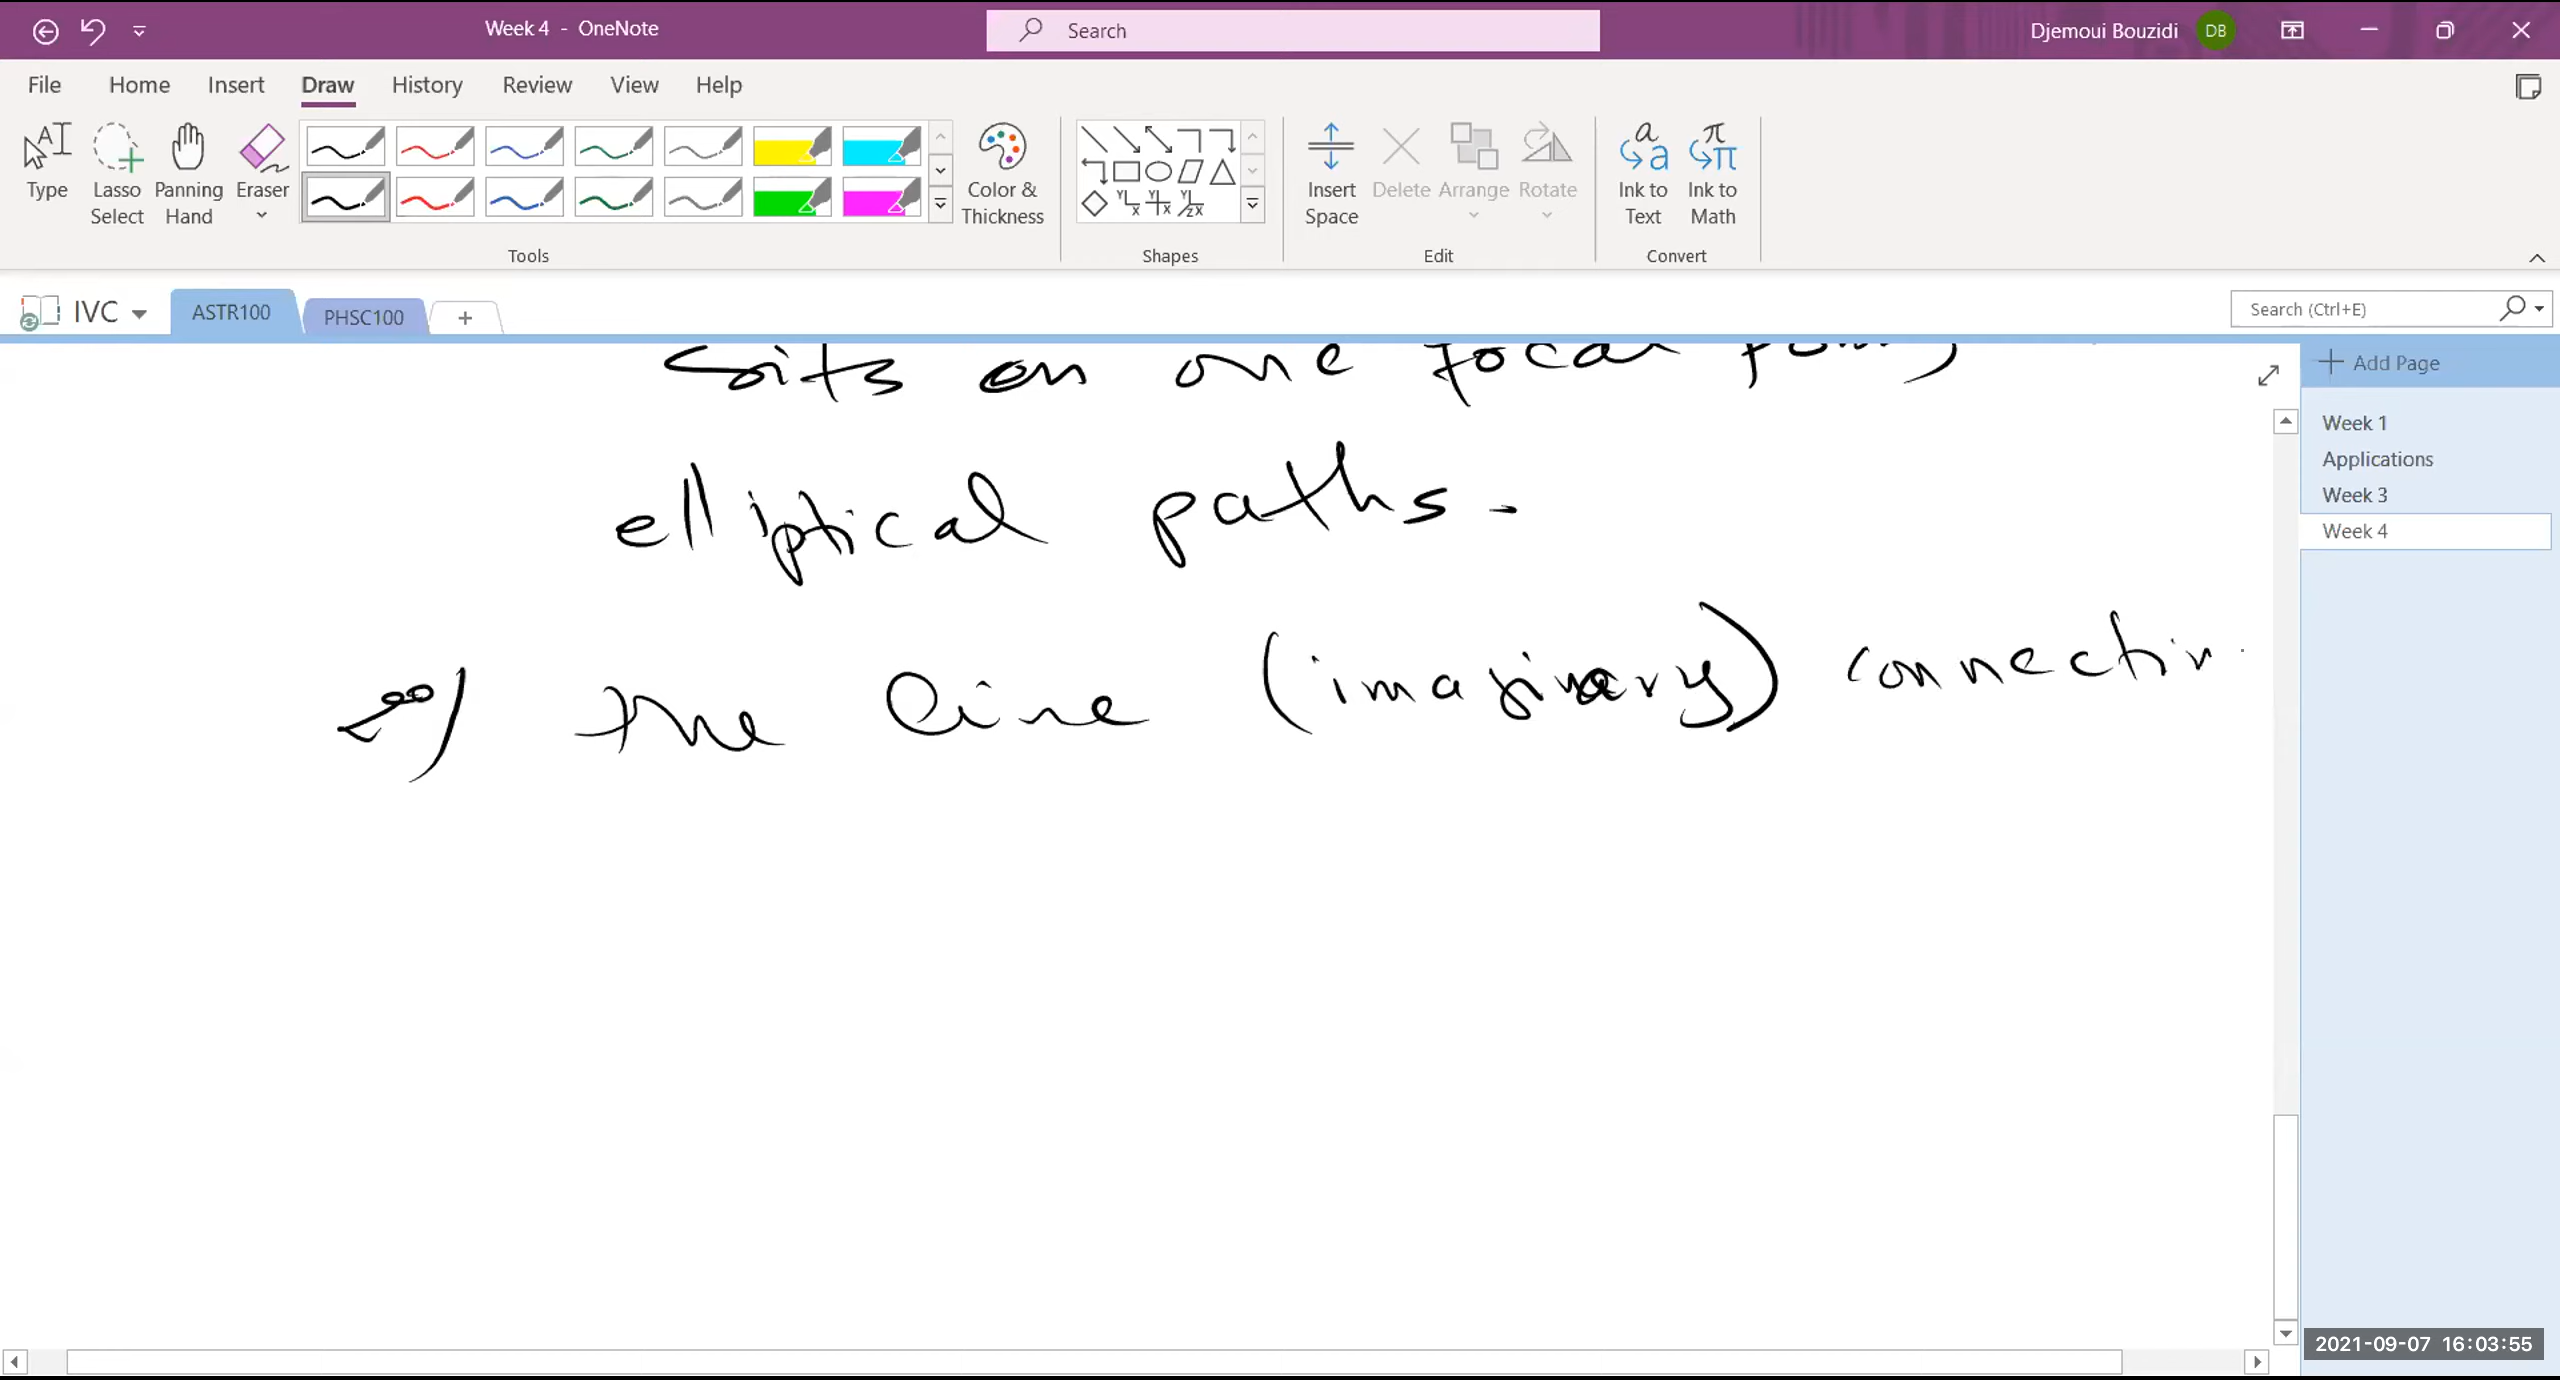 Week 4 - OneNote
Search
Djemoui Bouzidi DB
File Home Insert Draw History Review View Help
Type Lasso Select Panning Hand Eraser Color & Thickness Insert Space Delete Arrange Rotate Ink to Text Ink to Math
Tools Shapes Edit Convert
IVC ASTR100 PHSC100 + Search (Ctrl+E)
sits on one focal
elliptical paths.
2°) the line (imaginary) connectin
Add Page
Week 1
Applications
Week 3
Week 4
2021-09-07 16:03:55